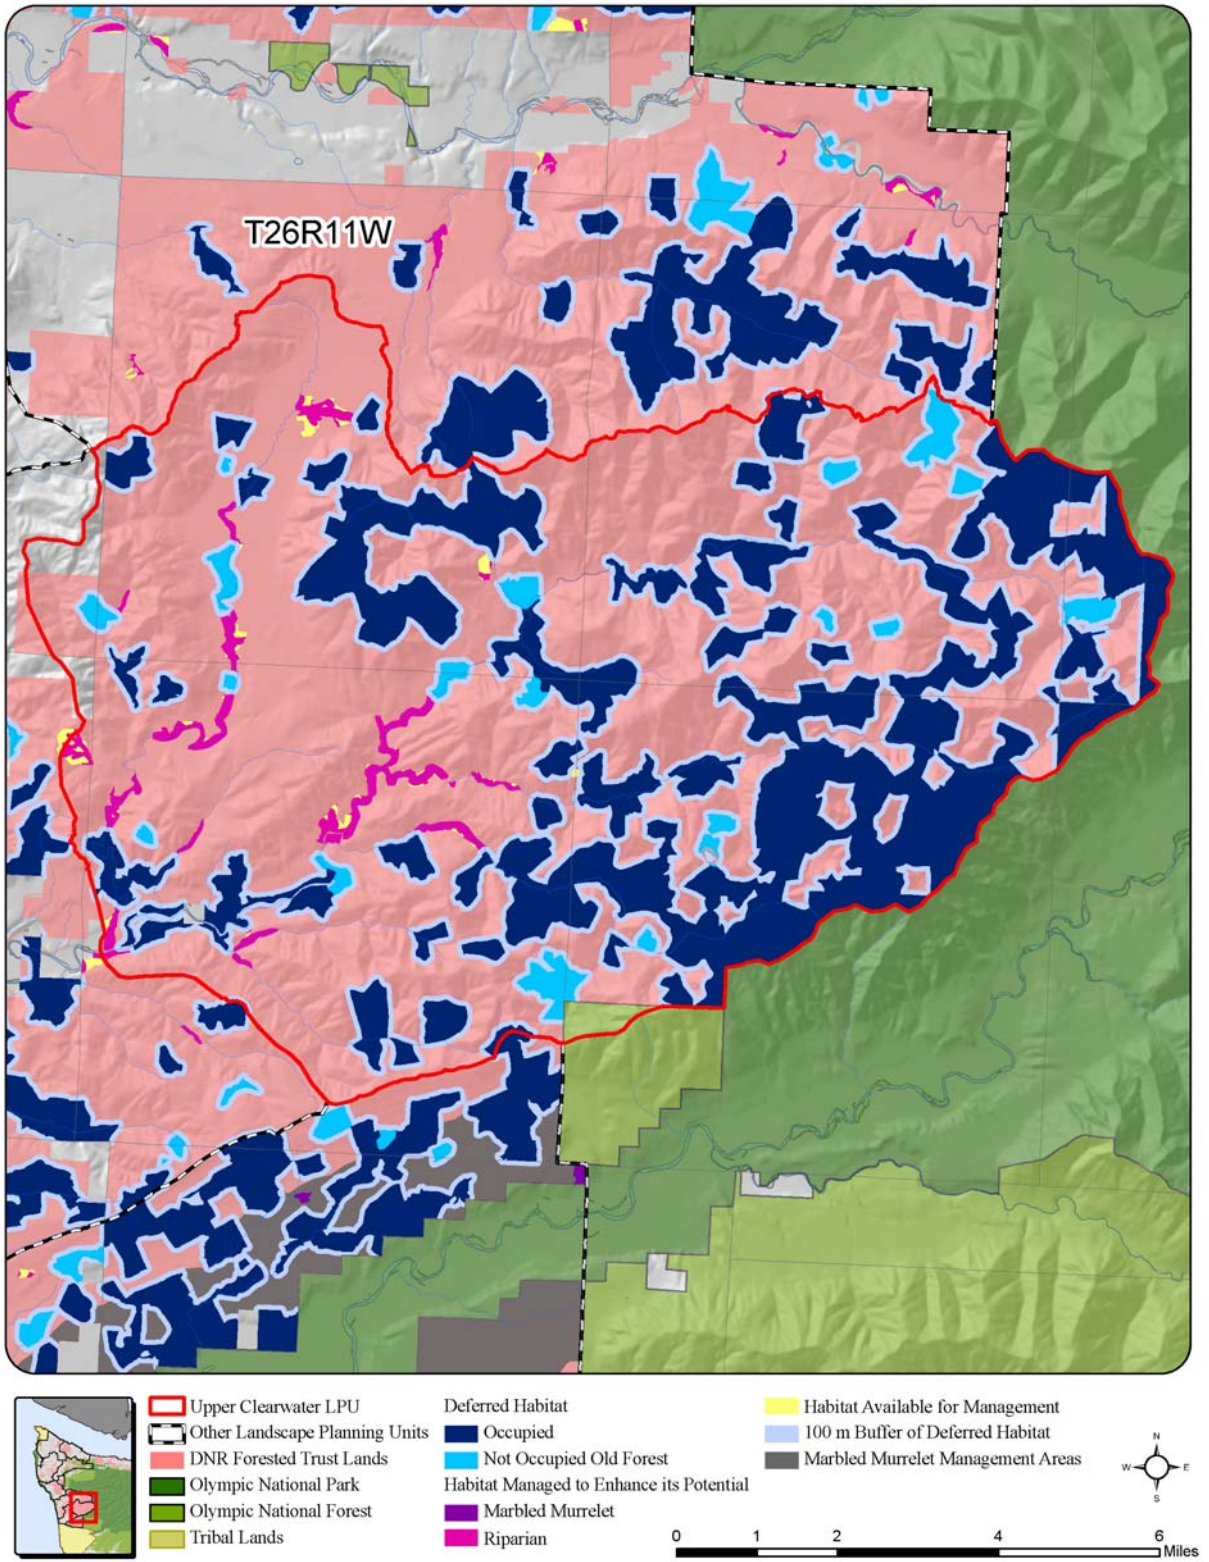 T26R11W
Upper Clearwater LPU
Other Landscape Planning Units
DNR Forested Trust Lands
Olympic National Park
Olympic National Forest
Tribal Lands
Deferred Habitat
Occupied
Not Occupied Old Forest
Habitat Managed to Enhance its Potential
Marbled Murrelet
Riparian
Habitat Available for Management
100 m Buffer of Deferred Habitat
Marbled Murrelet Management Areas
N
W E
S
0 1 2 4 6
Miles